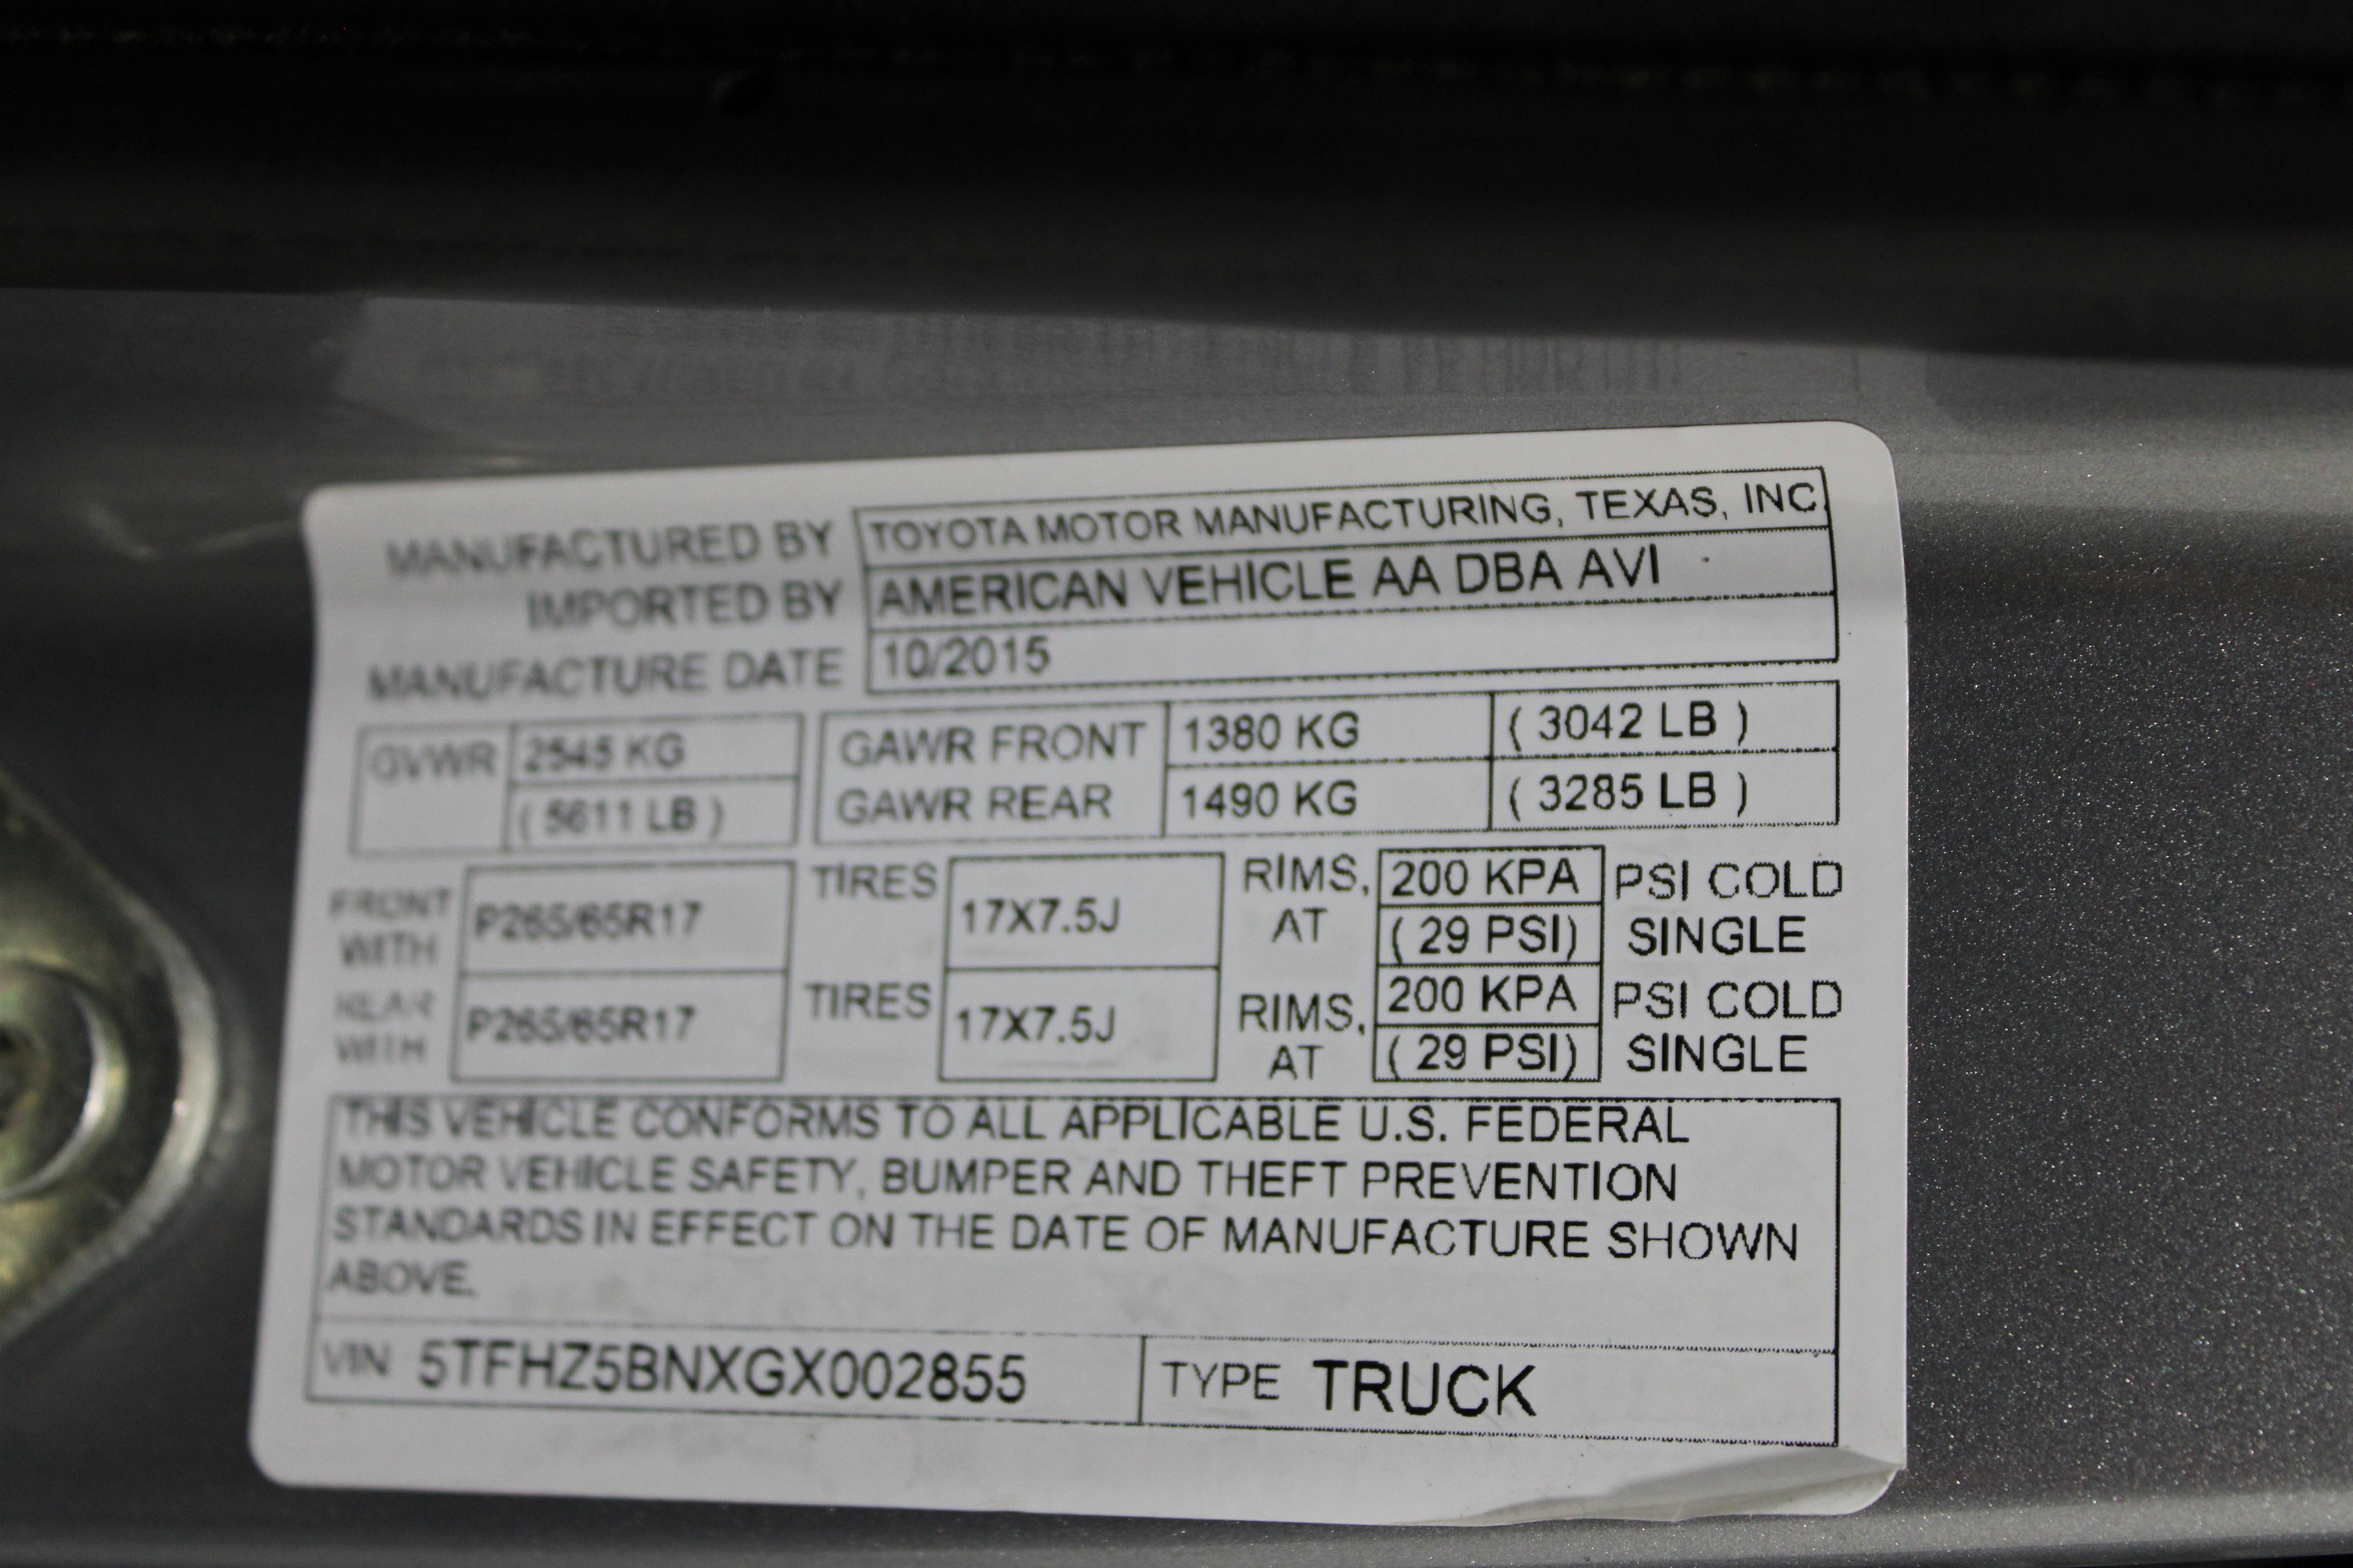 MANUFACTURED BY TOYOTA MOTOR MANUFACTURING, TEXAS, INC.
IMPORTED BY AMERICAN VEHICLE AA DBA AVI
MANUFACTURE DATE 10/2015
GVWR 2545 KG GAWR FRONT 1380 KG ( 3042 LB )
( 5611 LB ) GAWR REAR 1490 KG ( 3285 LB )
FRONT WITH P265/65R17 TIRES 17X7.5J RIMS, AT 200 KPA (29 PSI) PSI COLD SINGLE
REAR WITH P265/65R17 TIRES 17X7.5J RIMS, AT 200 KPA (29 PSI) PSI COLD SINGLE
THIS VEHICLE CONFORMS TO ALL APPLICABLE U.S. FEDERAL
MOTOR VEHICLE SAFETY, BUMPER AND THEFT PREVENTION
STANDARDS IN EFFECT ON THE DATE OF MANUFACTURE SHOWN
ABOVE.
VIN 5TFHZ5BNXGX002855 TYPE TRUCK